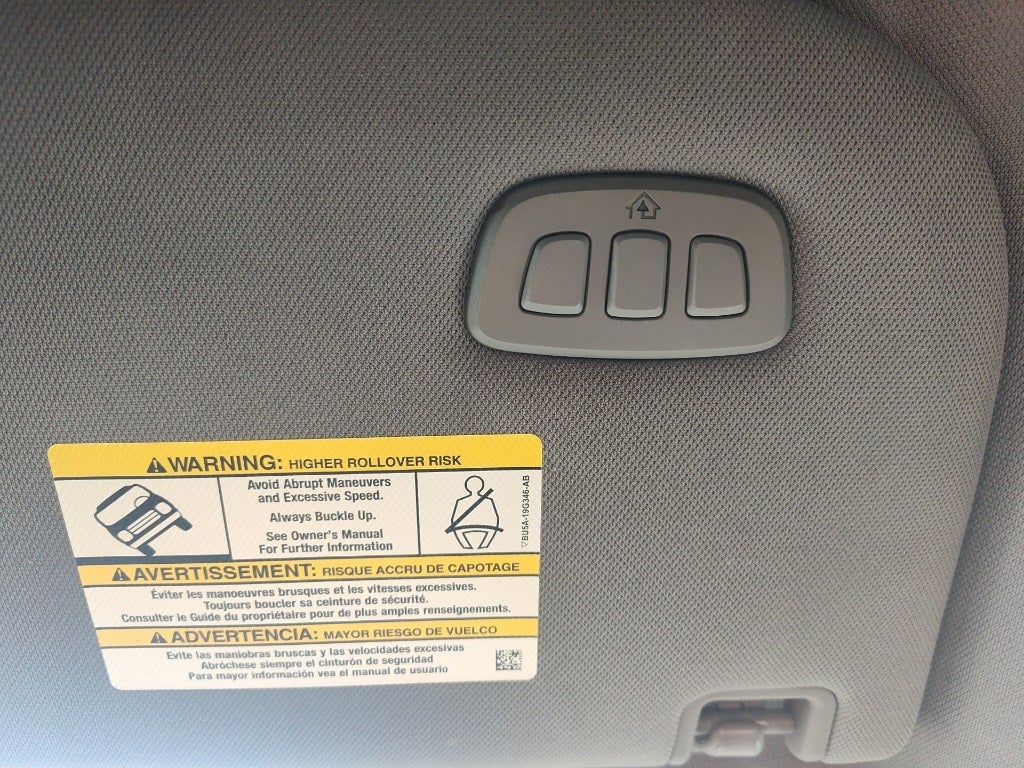 WARNING: HIGHER ROLLOVER RISK
Avoid Abrupt Maneuvers
and Excessive Speed.
Always Buckle Up.
See Owner's Manual
For Further Information
BU5A-19G346-AB
AVERTISSEMENT: RISQUE ACCRU DE CAPOTAGE
Éviter les manoeuvres brusques et les vitesses excessives.
Toujours boucler sa ceinture de sécurité.
Consulter le Guide du propriétaire pour de plus amples renseignements.
ADVERTENCIA: MAYOR RIESGO DE VUELCO
Evite las maniobras bruscas y las velocidades excesivas
Abróchese siempre el cinturón de seguridad
Para mayor información vea el manual de usuario